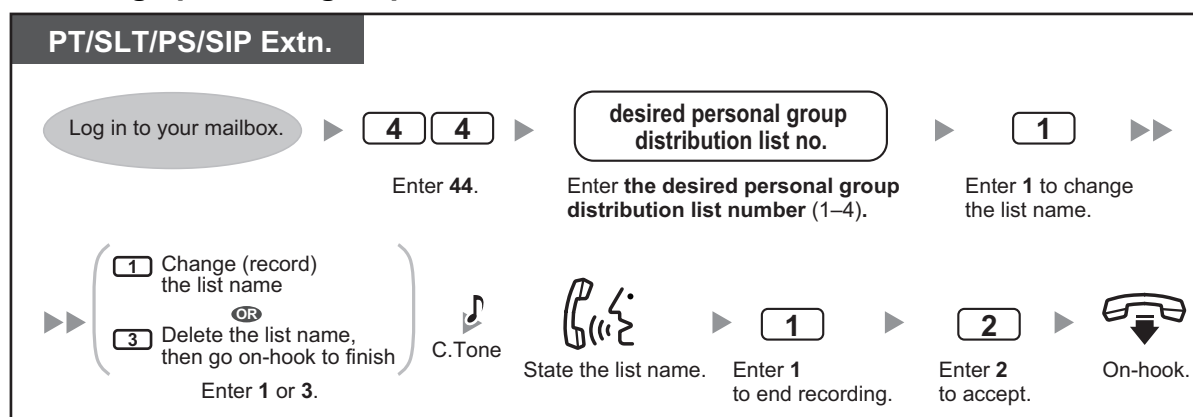 PT/SLT/PS/SIP Extn.
Log in to your mailbox.
4 4
Enter 44.
desired personal group
distribution list no.
Enter the desired personal group
distribution list number (1–4).
1
Enter 1 to change
the list name.
1 Change (record)
the list name
OR
3 Delete the list name,
then go on-hook to finish
Enter 1 or 3.
C.Tone
State the list name.
1
Enter 1
to end recording.
2
Enter 2
to accept.
On-hook.